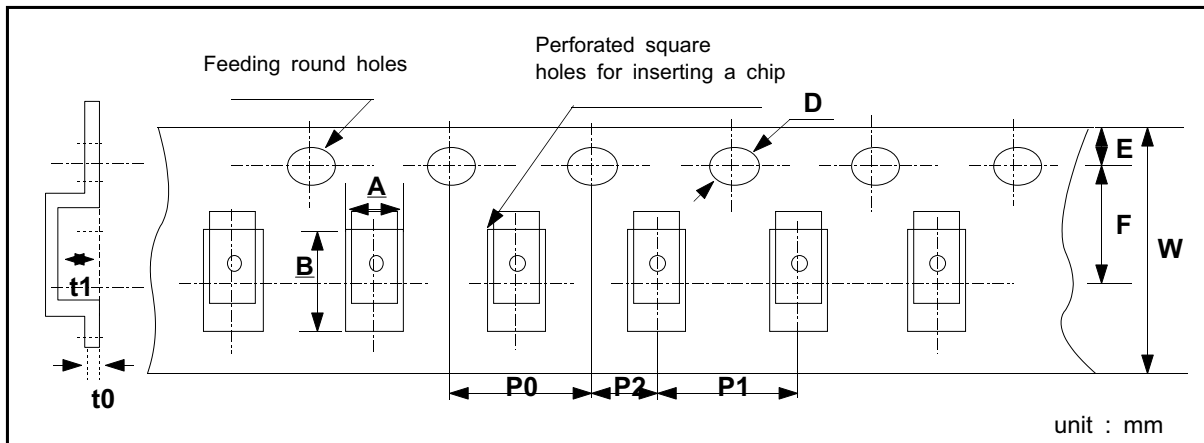 Perforated square
holes for inserting a chip
Feeding round holes
D
E
A
F
W
B
t1
P0
P2
P1
t0
unit : mm